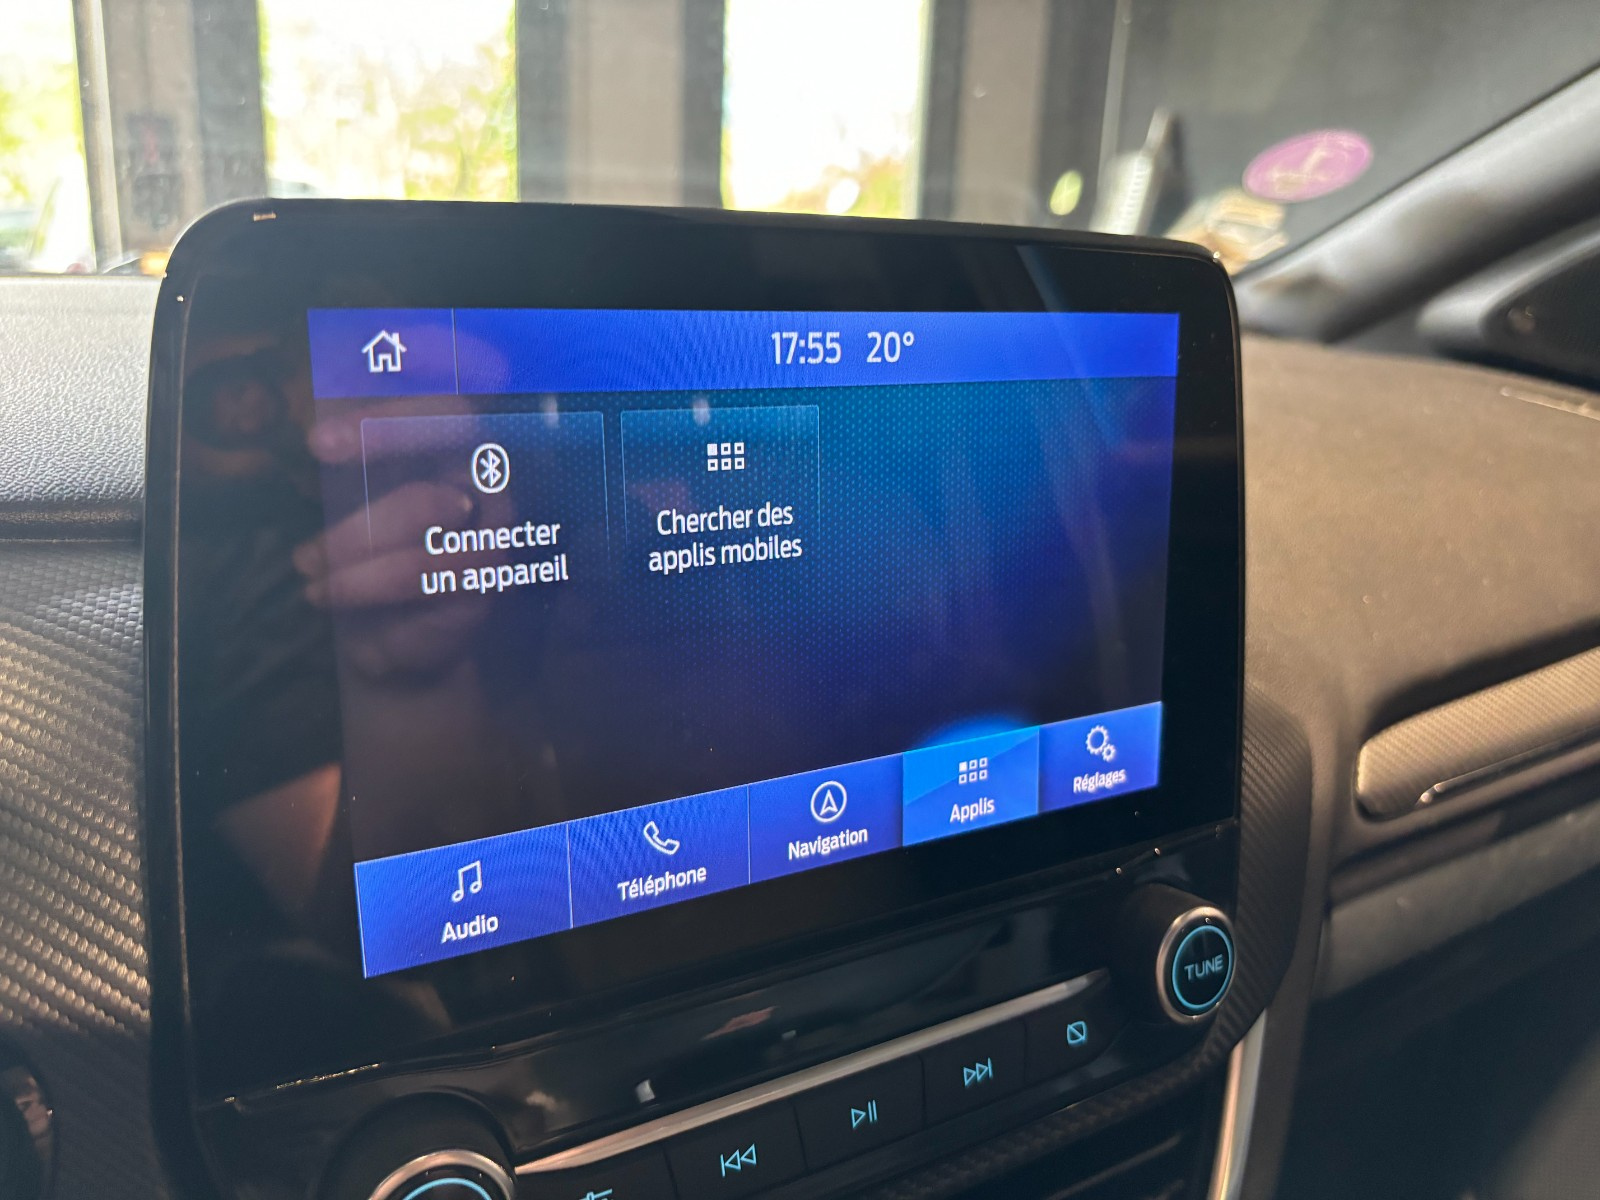 17:55 20°
Connecter
un appareil
Chercher des
applis mobiles
Audio
Téléphone
Navigation
Applis
Réglages
TUNE